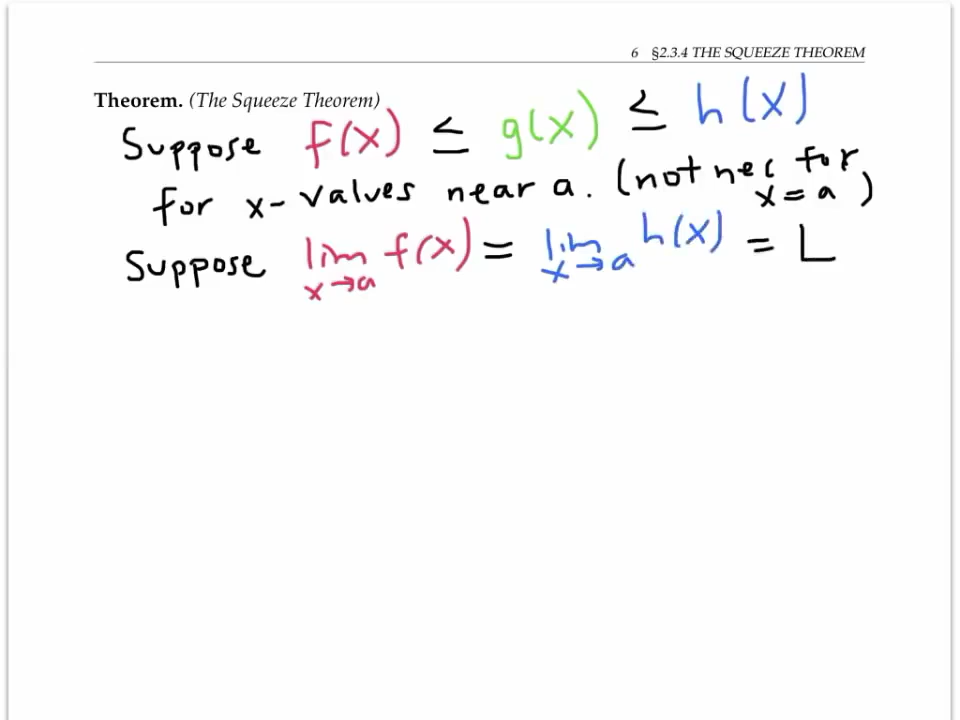 6 §2.3.4 THE SQUEEZE THEOREM
Theorem. (The Squeeze Theorem)
Suppose f(x) ≤ g(x) ≤ h(x)
for x-values near a. (not nec for x = a)
Suppose lim x→a f(x) = lim x→a h(x) = L